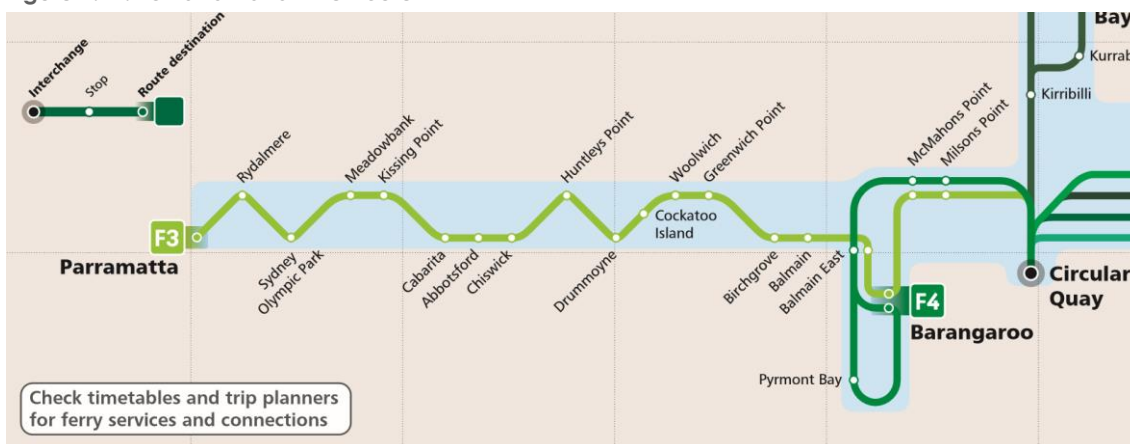 Interchange
Stop
Route destination
Bay
Kurrab
Kirribilli
McMahons Point
Milsons Point
Rydalmere
Meadowbank
Kissing Point
Huntleys Point
Woolwich
Greenwich Point
Cockatoo
Island
F3
Parramatta
Sydney
Olympic Park
Cabarita
Abbotsford
Chiswick
Drummoyne
Birchgrove
Balmain
Balmain East
F4
Barangaroo
Circular
Quay
Pyrmont Bay
Check timetables and trip planners
for ferry services and connections